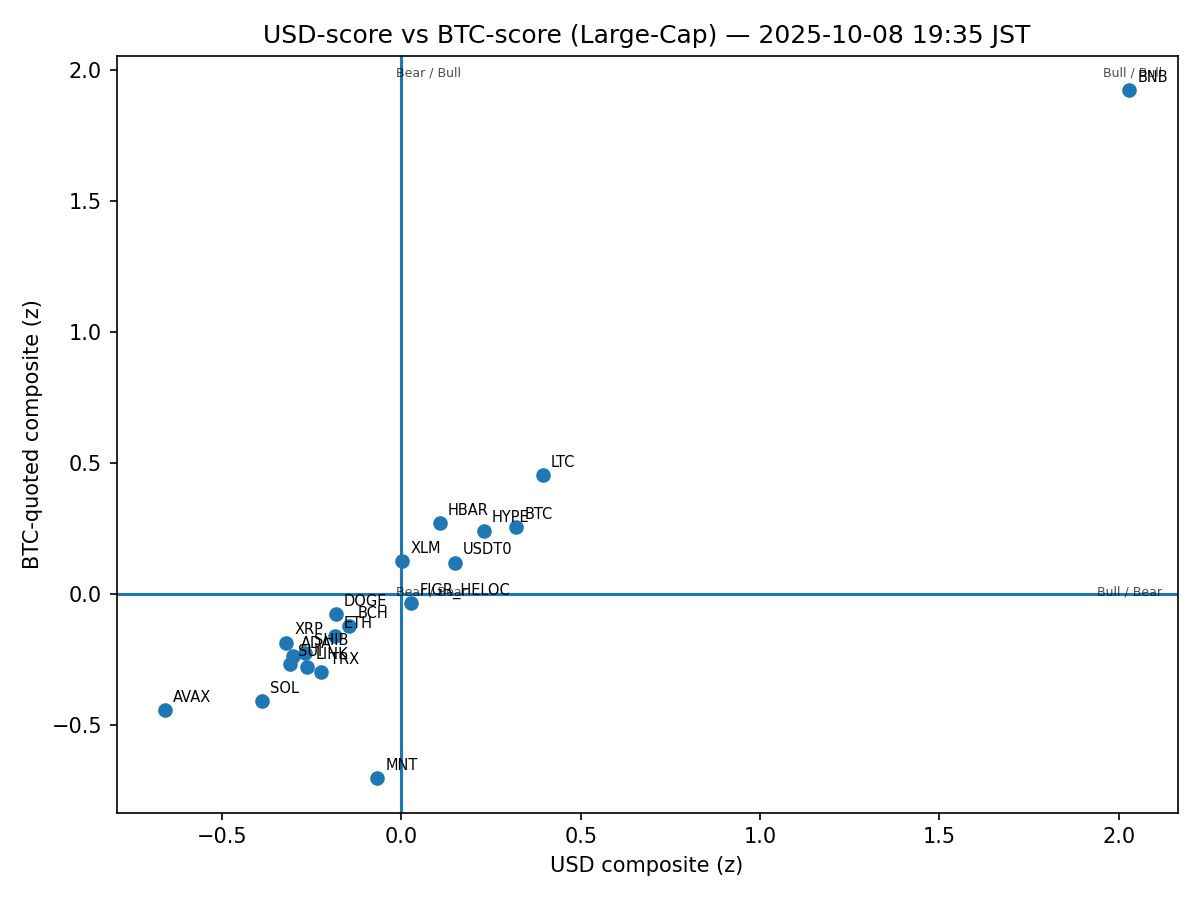 USD-score vs BTC-score (Large-Cap) — 2025-10-08 19:35 JST
2.0
Bear / Bull
Bull / Bull
BNB
1.5
1.0
BTC-quoted composite (z)
0.5
LTC
HBAR
HYPE
BTC
XLM
USDT0
0.0
Bear / Bear
FIGR_HELOC
Bull / Bear
DOGE
BCH
ETH
XRP
SHIB
ADA
SUI
LINK
TRX
SOL
AVAX
−0.5
MNT
−0.5
0.0
0.5
1.0
1.5
2.0
USD composite (z)